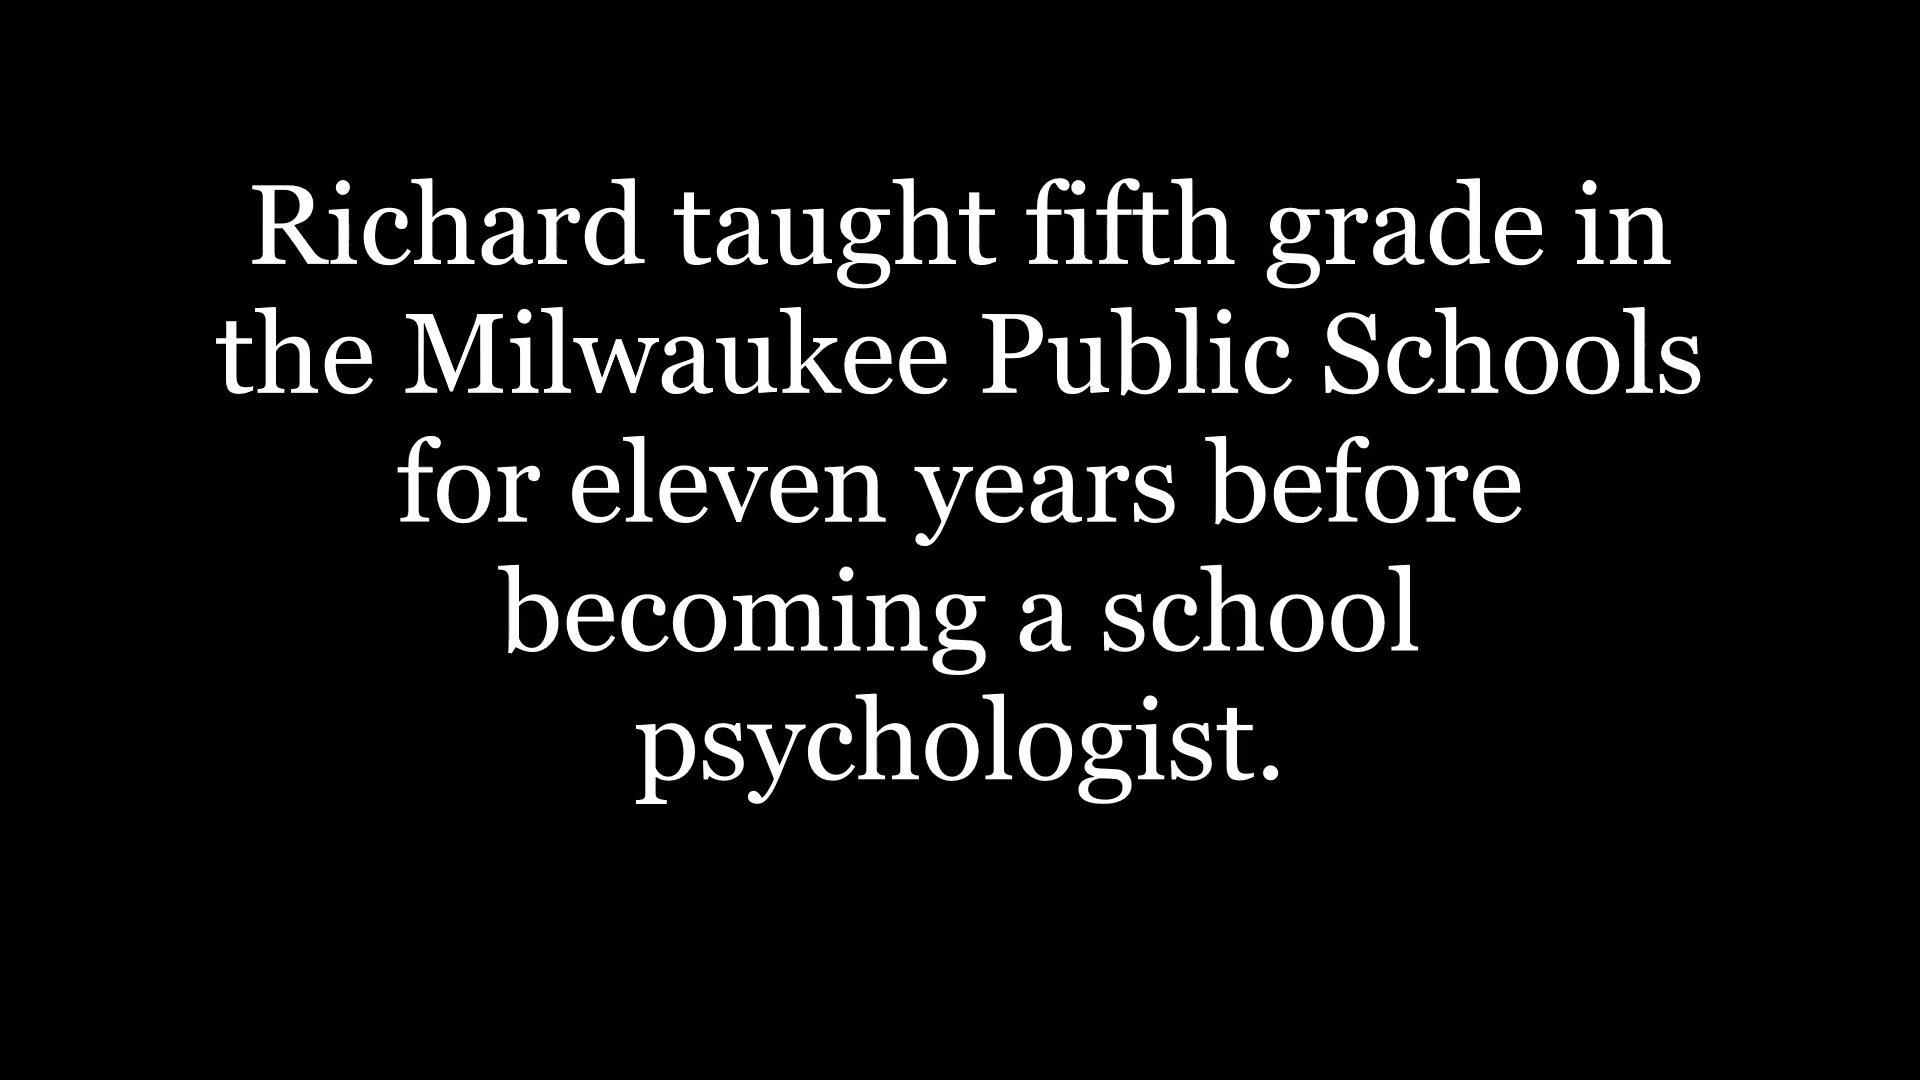 Richard taught fifth grade in
the Milwaukee Public Schools
for eleven years before
becoming a school
psychologist.